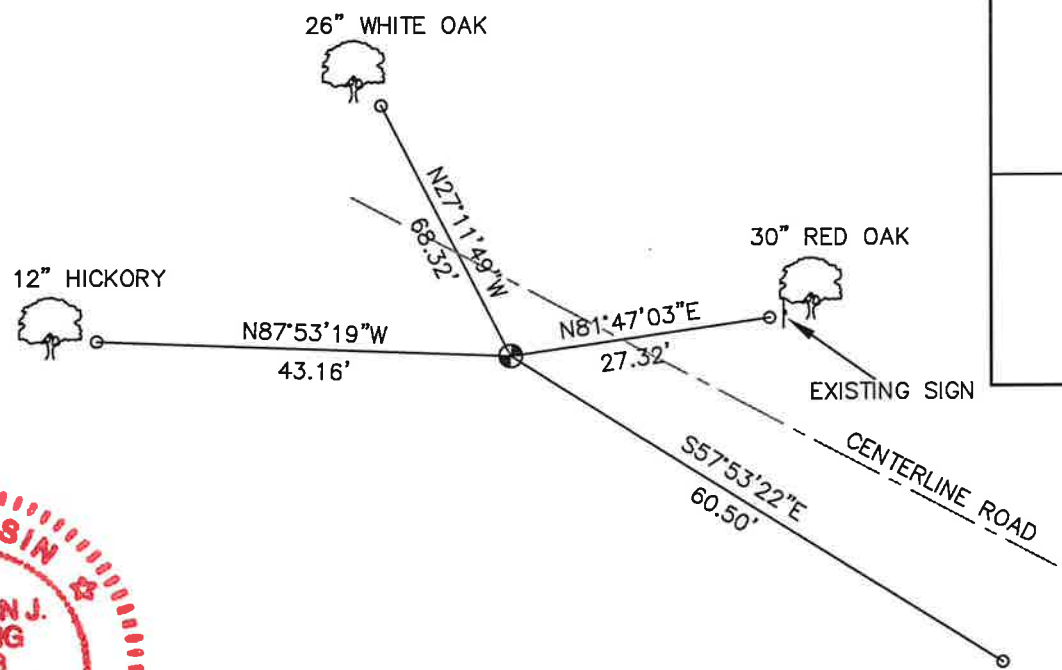 26" WHITE OAK
N27°11'49"W
68.32'
30" RED OAK
12" HICKORY
N87°53'19"W
43.16'
N81°47'03"E
27.32'
EXISTING SIGN
S57°53'22"E
60.50'
CENTERLINE ROAD
SIN
N J.